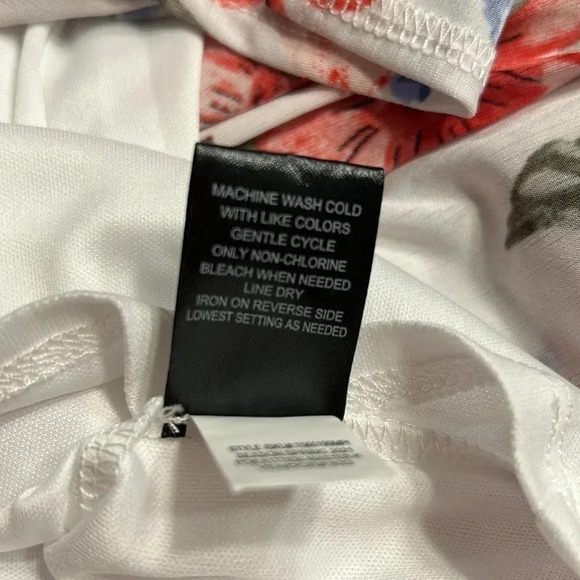 MACHINE WASH COLD
WITH LIKE COLORS
GENTLE CYCLE
ONLY NON-CHLORINE
BLEACH WHEN NEEDED
LINE DRY
IRON ON REVERSE SIDE
LOWEST SETTING AS NEEDED